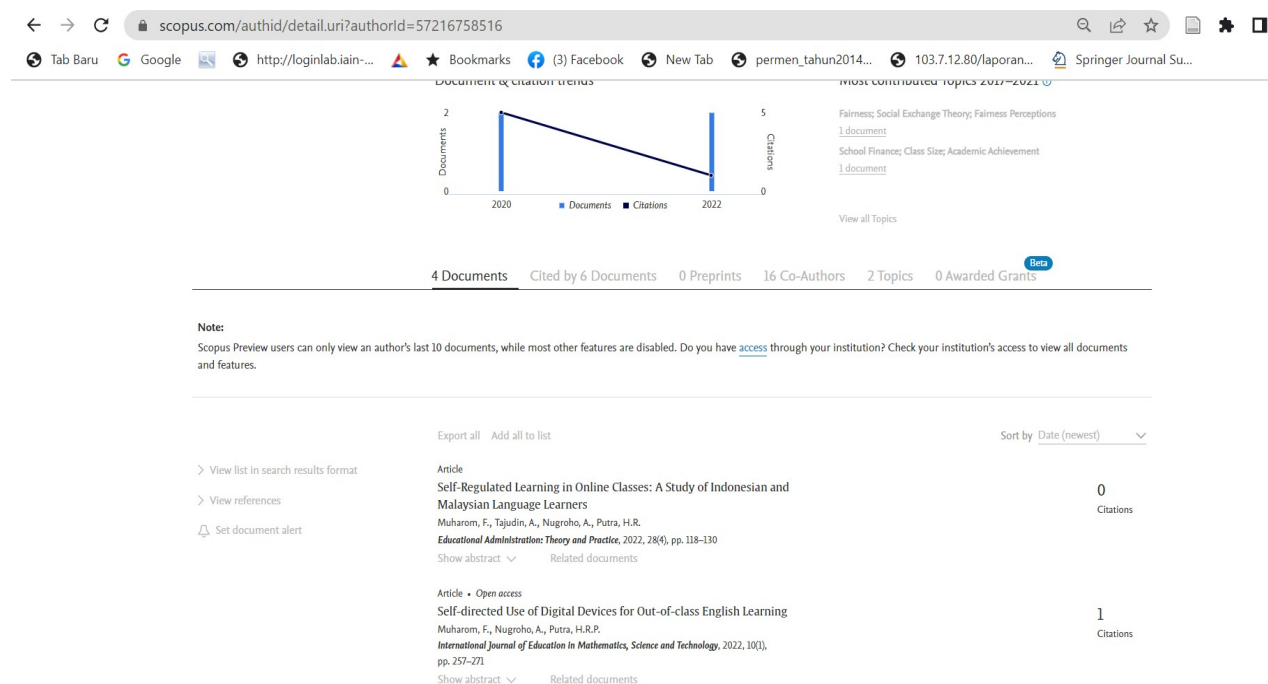 scopus.com/authid/detail.uri?authorId=57216758516
Tab Baru Google http://loginlab.iain-... Bookmarks (3) Facebook New Tab permen_tahun2014... 103.7.12.80/laporan... Springer Journal Su...
Document & citation trends
2
Documents
0
5
Citations
0
2020
Documents Citations
2022
Most contributed Topics 2017–2021
Fairness; Social Exchange Theory; Fairness Perceptions
1 document
School Finance; Class Size; Academic Achievement
1 document
View all Topics
Beta
4 Documents Cited by 6 Documents 0 Preprints 16 Co-Authors 2 Topics 0 Awarded Grants
Note:
Scopus Preview users can only view an author's last 10 documents, while most other features are disabled. Do you have access through your institution? Check your institution's access to view all documents
and features.
Export all Add all to list
Sort by Date (newest)
View list in search results format
View references
Set document alert
Article
Self-Regulated Learning in Online Classes: A Study of Indonesian and
Malaysian Language Learners
Muharom, F., Tajudin, A., Nugroho, A., Putra, H.R.
Educational Administration: Theory and Practice, 2022, 28(4), pp. 118–130
Show abstract Related documents
0
Citations
Article • Open access
Self-directed Use of Digital Devices for Out-of-class English Learning
Muharom, F., Nugroho, A., Putra, H.R.P.
International Journal of Education in Mathematics, Science and Technology, 2022, 10(1),
pp. 257–271
Show abstract Related documents
1
Citations